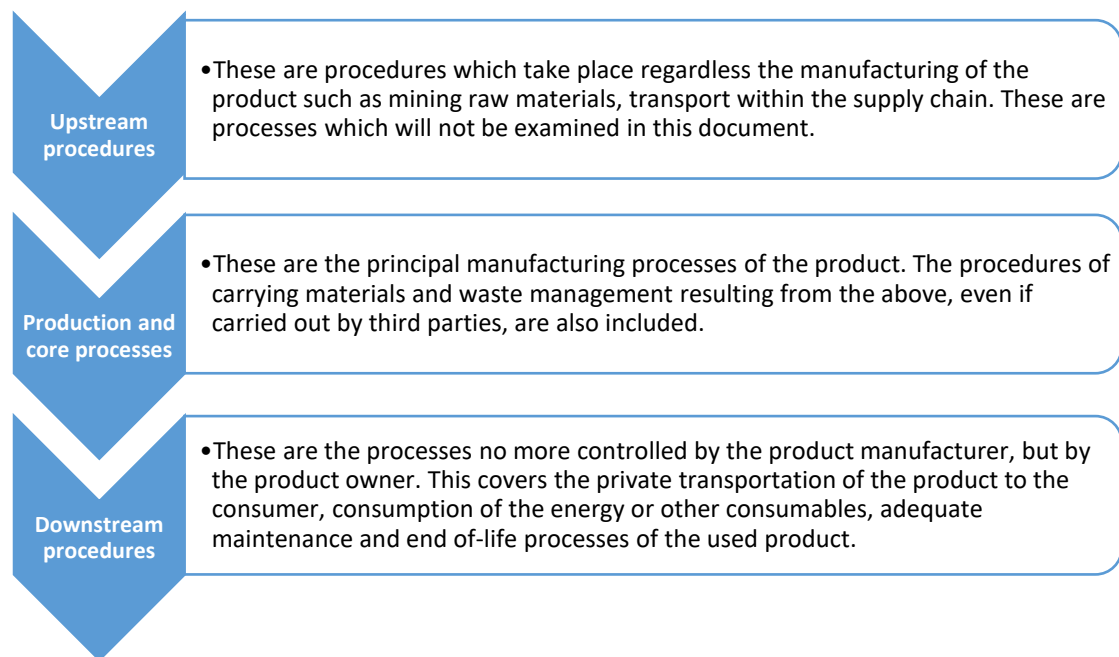 Upstream
procedures
•These are procedures which take place regardless the manufacturing of the
product such as mining raw materials, transport within the supply chain. These are
processes which will not be examined in this document.
Production and
core processes
•These are the principal manufacturing processes of the product. The procedures of
carrying materials and waste management resulting from the above, even if
carried out by third parties, are also included.
Downstream
procedures
•These are the processes no more controlled by the product manufacturer, but by
the product owner. This covers the private transportation of the product to the
consumer, consumption of the energy or other consumables, adequate
maintenance and end of-life processes of the used product.